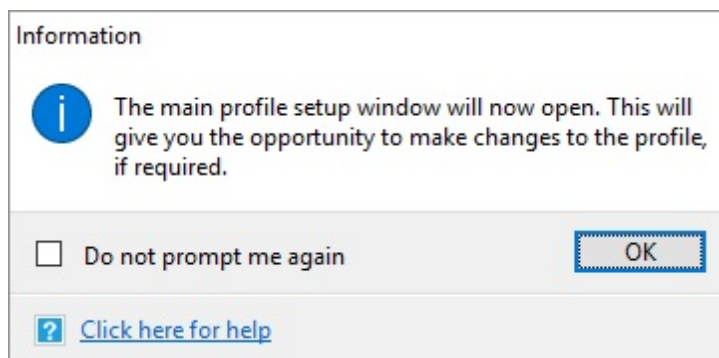 Information
The main profile setup window will now open. This will
give you the opportunity to make changes to the profile,
if required.
Do not prompt me again
OK
Click here for help